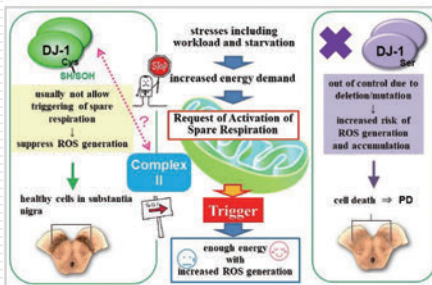 DJ-1
Cys
SH/SOH
usually not allow
triggering of spare
respiration
↓
suppress ROS generation
healthy cells in substantia
nigra
?
Complex
II
STOP
stresses including
workload and starvation
increased energy demand
Request of Activation of
Spare Respiration
Trigger
enough energy
with
increased ROS generation
DJ-1
Ser
out of control due to
deletion/mutation
→
increased risk of
ROS generation
and accumulation
cell death ⇒ PD